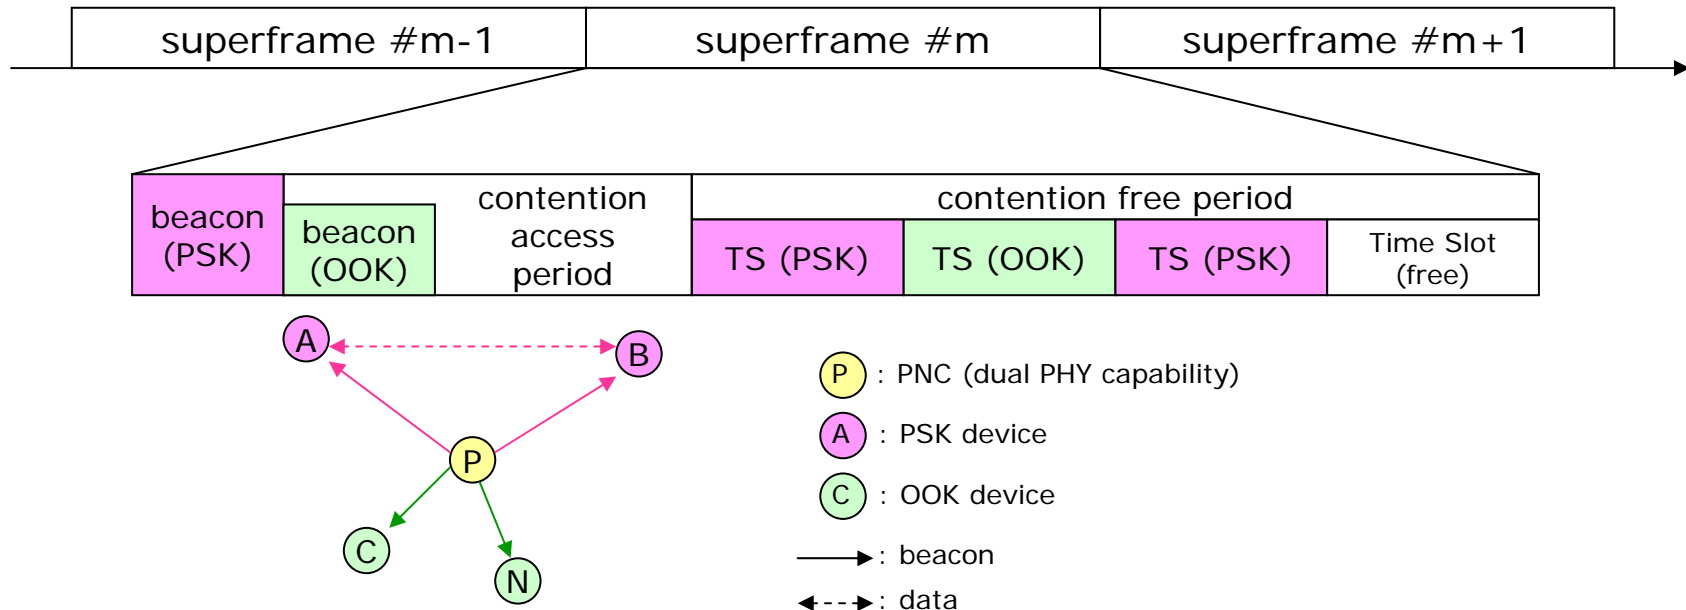 superframe #m-1
superframe #m
superframe #m+1
beacon
(PSK)
beacon
(OOK)
contention
access
period
contention free period
TS (PSK)
TS (OOK)
TS (PSK)
Time Slot
(free)
A
B
P
C
N
P : PNC (dual PHY capability)
A : PSK device
C : OOK device
: beacon
: data